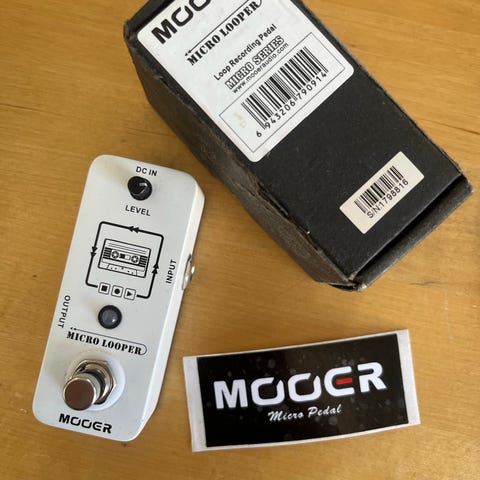 MOOER
MICRO LOOPER
Loop Recording Pedal
MICRO SERIES
www.mooeraudio.com
6 943206 790914
S/N:1798816
DC IN
LEVEL
INPUT
OUTPUT
MICRO LOOPER
MOOER
MOOER
Micro Pedal